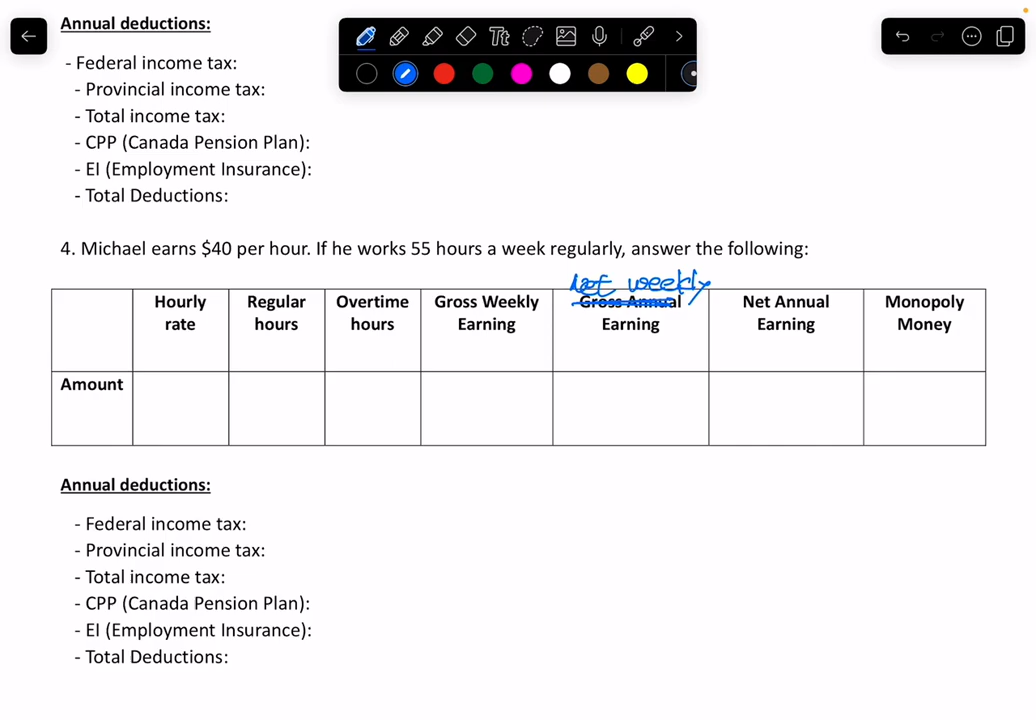 Annual deductions:
- Federal income tax:
- Provincial income tax:
- Total income tax:
- CPP (Canada Pension Plan):
- EI (Employment Insurance):
- Total Deductions:
4. Michael earns $40 per hour. If he works 55 hours a week regularly, answer the following:
Net weekly
Hourly rate Regular hours Overtime hours Gross Weekly Earning Gross Annual Earning Net Annual Earning Monopoly Money
Amount
Annual deductions:
- Federal income tax:
- Provincial income tax:
- Total income tax:
- CPP (Canada Pension Plan):
- EI (Employment Insurance):
- Total Deductions: